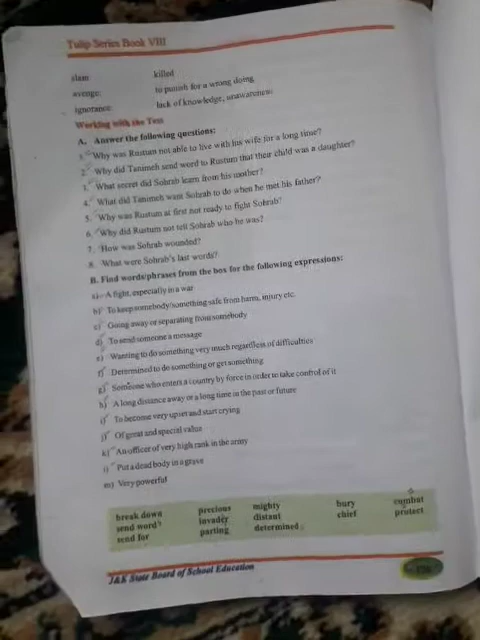 Tulip Series Book VIII
slain: killed
avenge: to punish for a wrong doing
ignorance: lack of knowledge, unawareness
Working with the Text
A. Answer the following questions:
1. Why was Rustum not able to live with his wife for a long time?
2. Why did Tanimeh send word to Rustum that their child was a daughter?
3. What secret did Sohrab learn from his mother?
4. What did Tanimeh want Sohrab to do when he met his father?
5. Why was Rustum at first not ready to fight Sohrab?
6. Why did Rustum not tell Sohrab who he was?
7. How was Sohrab wounded?
8. What were Sohrab's last words?
B. Find words/phrases from the box for the following expressions:
a) A fight, especially in a war
b) To keep somebody/something safe from harm, injury etc.
c) Going away or separating from somebody
d) To send someone a message
e) Wanting to do something very much regardless of difficulties
f) Determined to do something or get something
g) Someone who enters a country by force in order to take control of it
h) A long distance away or a long time in the past or future
i) To become very upset and start crying
j) Of great and special value
k) An officer of very high rank in the army
l) Put a dead body in a grave
m) Very powerful
break down precious mighty bury combat
send word invader distant chief protect
send for parting determined
J&K State Board of School Education